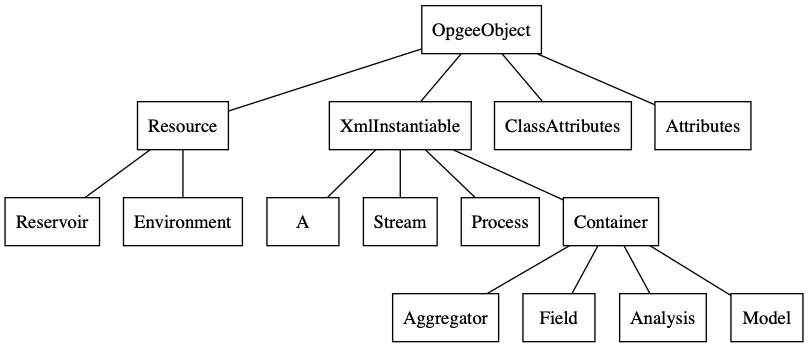 OpgeeObject
Resource
XmlInstantiable
ClassAttributes
Attributes
Reservoir
Environment
A
Stream
Process
Container
Aggregator
Field
Analysis
Model